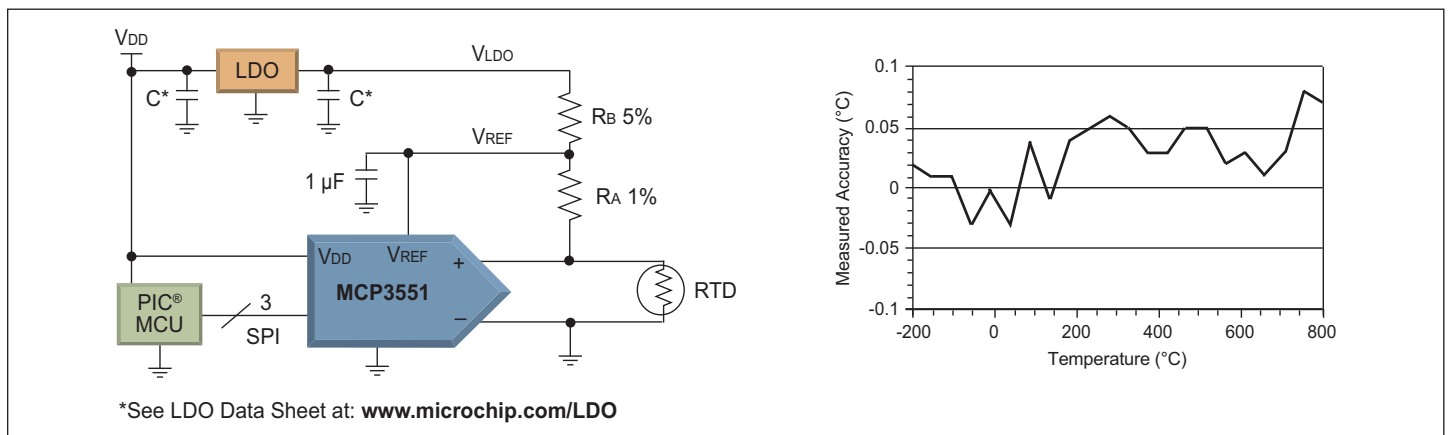 VDD
LDO
VLDO
C*
C*
RB 5%
VREF
1 µF
RA 1%
VDD
VREF
+
MCP3551
–
RTD
PIC®
MCU
3
SPI
*See LDO Data Sheet at: www.microchip.com/LDO
Measured Accuracy (°C)
0.1
0.05
0
-0.05
-0.1
-200 0 200 400 600 800
Temperature (°C)